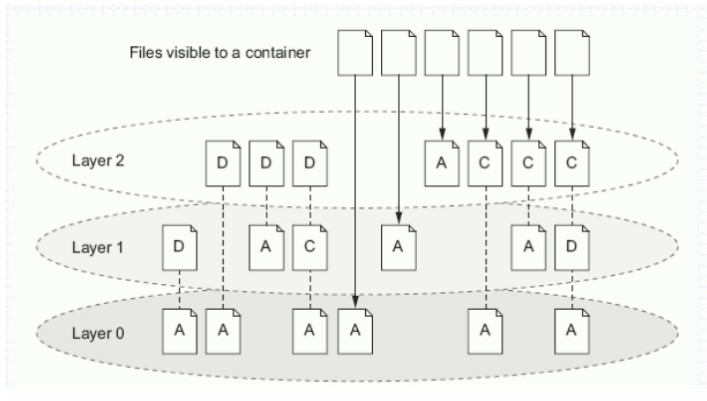 Files visible to a container
Layer 2 D D D A C C C
Layer 1 D A C A A D
Layer 0 A A A A A A